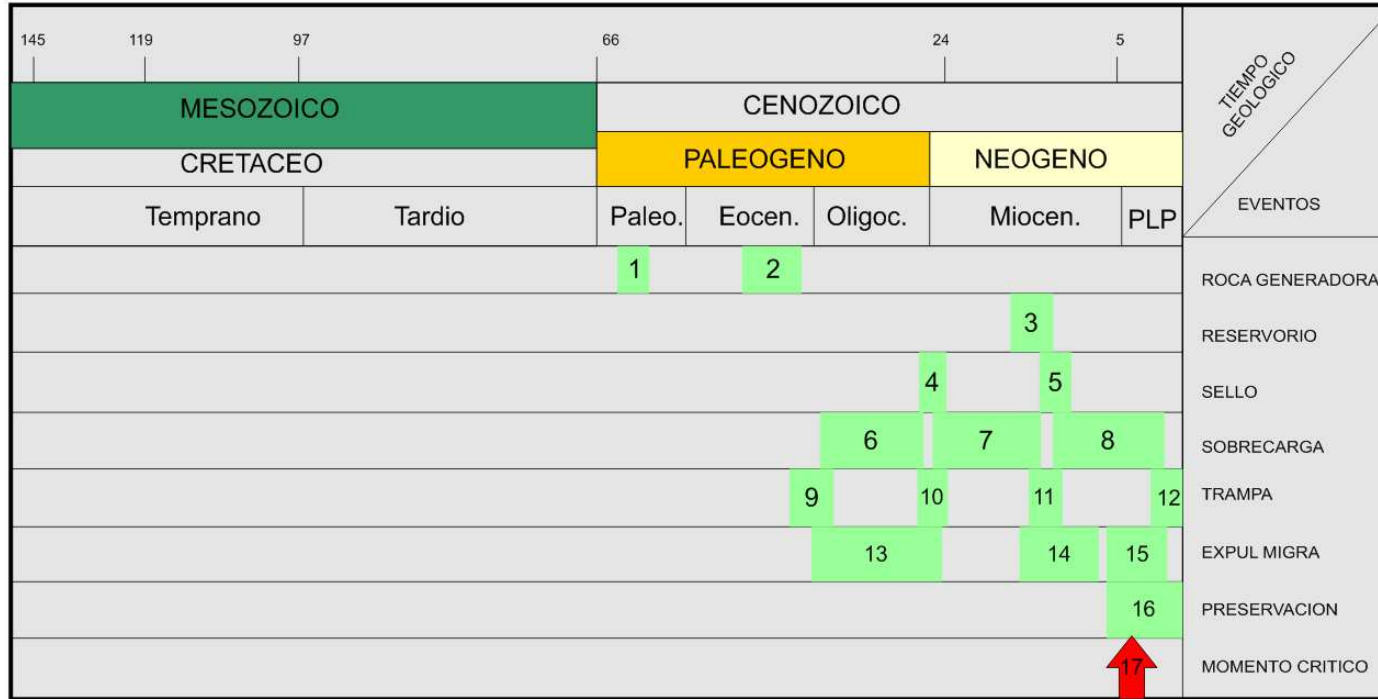 145 119 97 66 24 5
TIEMPO
GEOLOGICO
MESOZOICO CENOZOICO
CRETACEO PALEOGENO NEOGENO
Temprano Tardio Paleo. Eocen. Oligoc. Miocen. PLP EVENTOS
1 2 ROCA GENERADORA
3 RESERVORIO
4 5 SELLO
6 7 8 SOBRECARGA
9 10 11 12 TRAMPA
13 14 15 EXPUL MIGRA
16 PRESERVACION
17 MOMENTO CRITICO